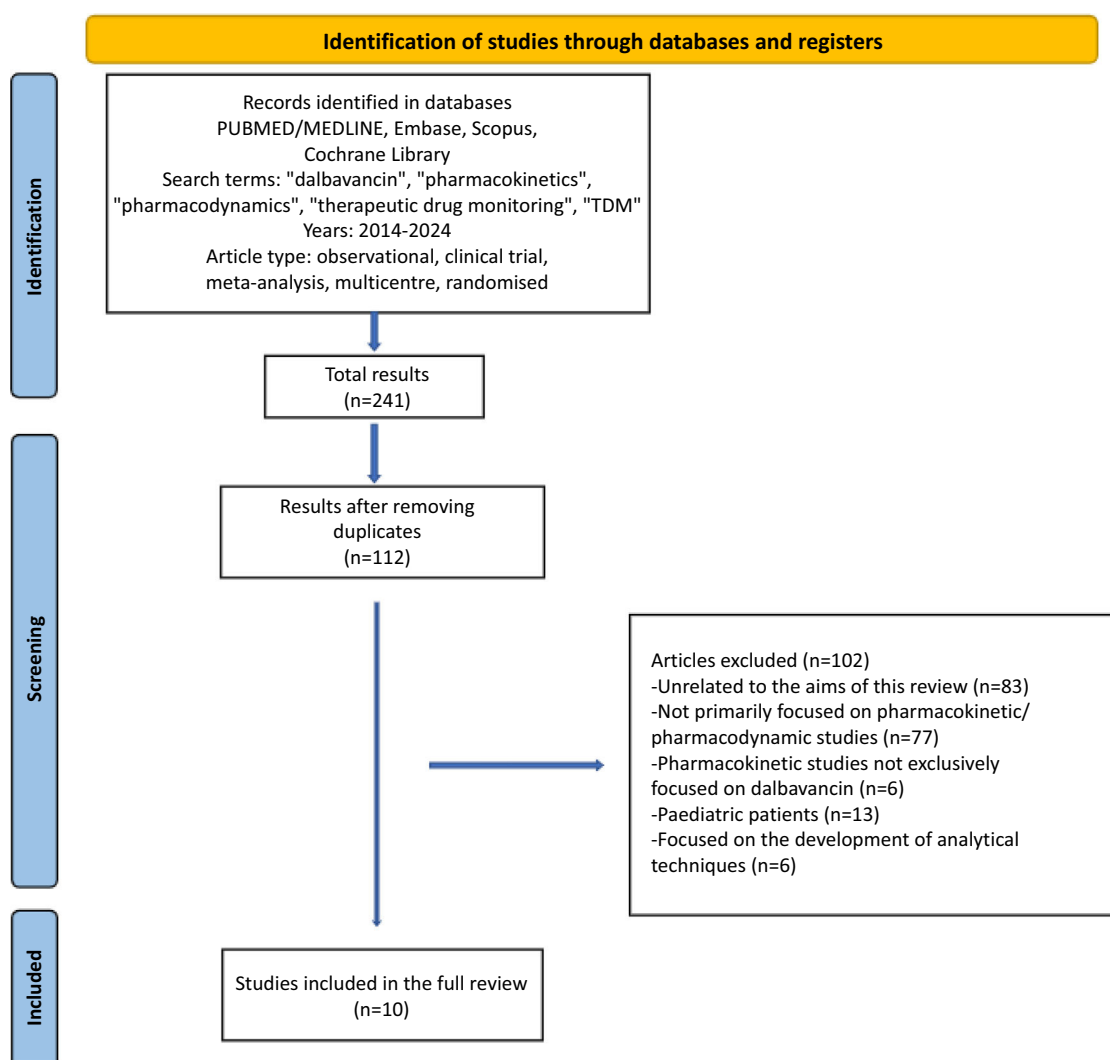 Identification of studies through databases and registers
Identification
Records identified in databases
PUBMED/MEDLINE, Embase, Scopus,
Cochrane Library
Search terms: "dalbavancin", "pharmacokinetics",
"pharmacodynamics", "therapeutic drug monitoring", "TDM"
Years: 2014-2024
Article type: observational, clinical trial,
meta-analysis, multicentre, randomised
Total results
(n=241)
Screening
Results after removing
duplicates
(n=112)
Articles excluded (n=102)
-Unrelated to the aims of this review (n=83)
-Not primarily focused on pharmacokinetic/
pharmacodynamic studies (n=77)
-Pharmacokinetic studies not exclusively
focused on dalbavancin (n=6)
-Paediatric patients (n=13)
-Focused on the development of analytical
techniques (n=6)
Included
Studies included in the full review
(n=10)